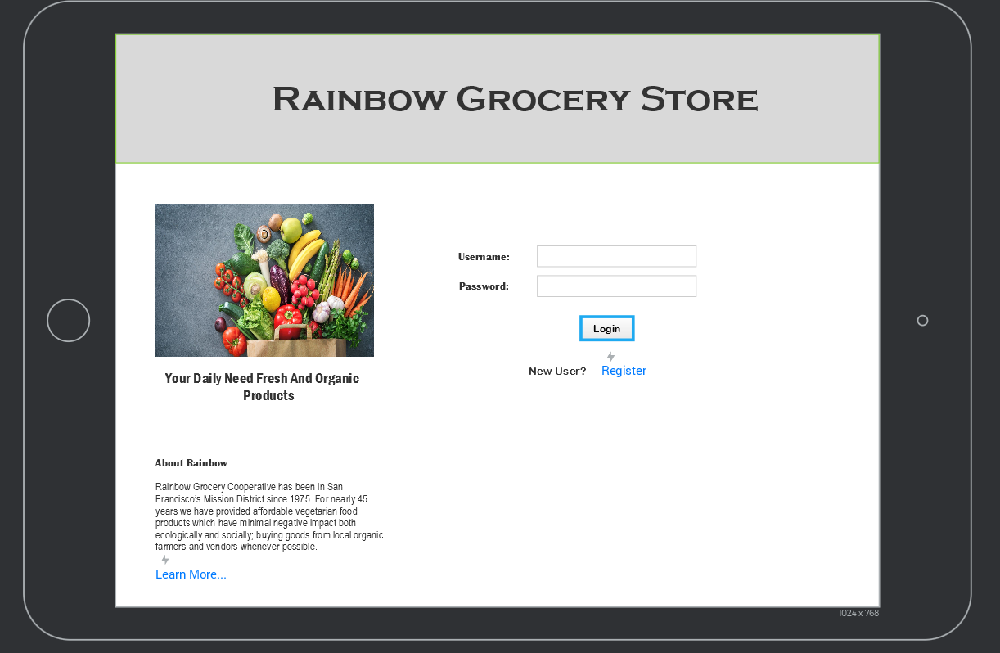 Rainbow Grocery Store
Username:
Password:
Login
New User? Register
Your Daily Need Fresh And Organic
Products
About Rainbow
Rainbow Grocery Cooperative has been in San
Francisco's Mission District since 1975. For nearly 45
years we have provided affordable vegetarian food
products which have minimal negative impact both
ecologically and socially; buying goods from local organic
farmers and vendors whenever possible.
Learn More...
1024 x 768